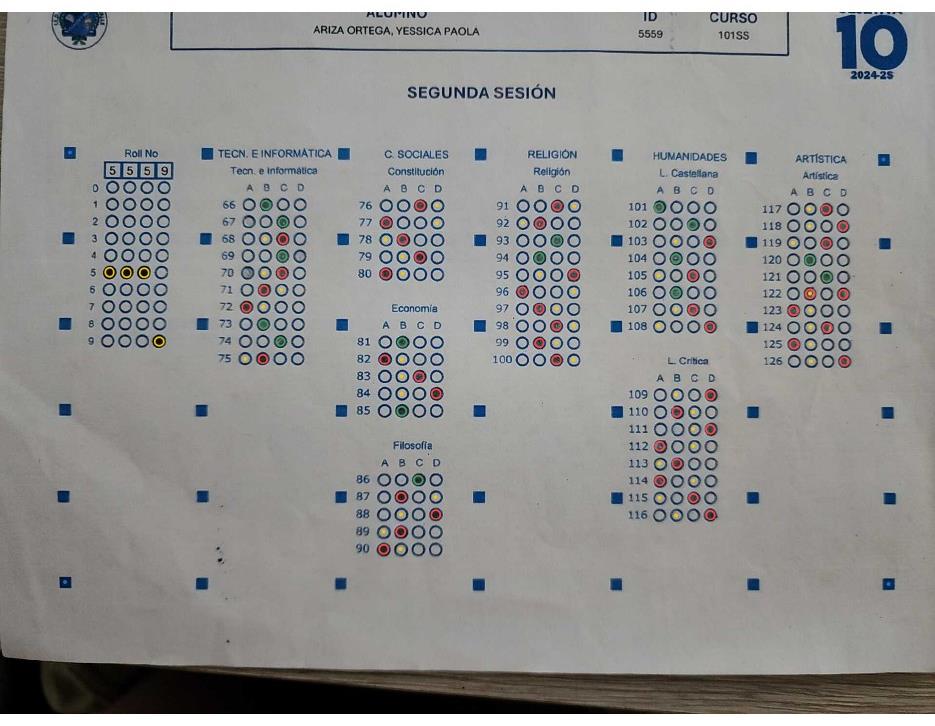 ALUMNO
ARIZA ORTEGA, YESSICA PAOLA
ID
5559
CURSO
101SS
10
2024-2S
SEGUNDA SESIÓN
Roll No
5 5 5 9
0
1
2
3
4
5
6
7
8
9
TECN. E INFORMÁTICA
Tecn. e Informática
A B C D
66
67
68
69
70
71
72
73
74
75
C. SOCIALES
Constitución
A B C D
76
77
78
79
80
Economía
A B C D
81
82
83
84
85
Filosofía
A B C D
86
87
88
89
90
RELIGIÓN
Religión
A B C D
91
92
93
94
95
96
97
98
99
100
HUMANIDADES
L. Castellana
A B C D
101
102
103
104
105
106
107
108
L. Crítica
A B C D
109
110
111
112
113
114
115
116
ARTÍSTICA
Artística
A B C D
117
118
119
120
121
122
123
124
125
126